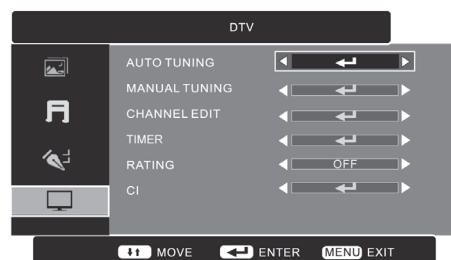 DTV
AUTO TUNING
MANUAL TUNING
CHANNEL EDIT
TIMER
RATING OFF
CI
MOVE ENTER MENU EXIT